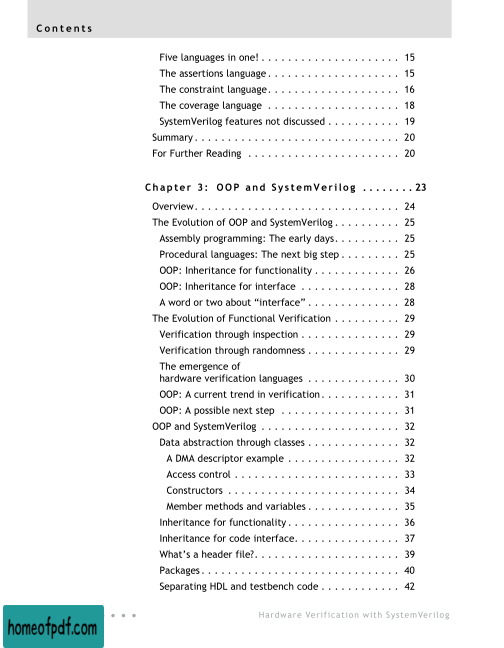 Contents
Five languages in one! . . . . . . . . . . . . . . . . . . . . . 15
The assertions language . . . . . . . . . . . . . . . . . . . . 15
The constraint language . . . . . . . . . . . . . . . . . . . . 16
The coverage language . . . . . . . . . . . . . . . . . . . . 18
SystemVerilog features not discussed . . . . . . . . . . . 19
Summary . . . . . . . . . . . . . . . . . . . . . . . . . . . . . . . 20
For Further Reading . . . . . . . . . . . . . . . . . . . . . . . 20
Chapter 3: OOP and SystemVerilog . . . . . . . . 23
Overview . . . . . . . . . . . . . . . . . . . . . . . . . . . . . . . 24
The Evolution of OOP and SystemVerilog . . . . . . . . . . 25
Assembly programming: The early days . . . . . . . . . . 25
Procedural languages: The next big step . . . . . . . . . 25
OOP: Inheritance for functionality . . . . . . . . . . . . . 26
OOP: Inheritance for interface . . . . . . . . . . . . . . . 28
A word or two about “interface” . . . . . . . . . . . . . . 28
The Evolution of Functional Verification . . . . . . . . . . 29
Verification through inspection . . . . . . . . . . . . . . . 29
Verification through randomness . . . . . . . . . . . . . . 29
The emergence of
hardware verification languages . . . . . . . . . . . . . . 30
OOP: A current trend in verification . . . . . . . . . . . . 31
OOP: A possible next step . . . . . . . . . . . . . . . . . . 31
OOP and SystemVerilog . . . . . . . . . . . . . . . . . . . . . 32
Data abstraction through classes . . . . . . . . . . . . . . 32
A DMA descriptor example . . . . . . . . . . . . . . . . . 32
Access control . . . . . . . . . . . . . . . . . . . . . . . . . 33
Constructors . . . . . . . . . . . . . . . . . . . . . . . . . . 34
Member methods and variables . . . . . . . . . . . . . . 35
Inheritance for functionality . . . . . . . . . . . . . . . . . 36
Inheritance for code interface . . . . . . . . . . . . . . . . 37
What’s a header file? . . . . . . . . . . . . . . . . . . . . . . 39
Packages . . . . . . . . . . . . . . . . . . . . . . . . . . . . . . 40
Separating HDL and testbench code . . . . . . . . . . . . 42
Hardware Verification with SystemVerilog
homeofpdf.com